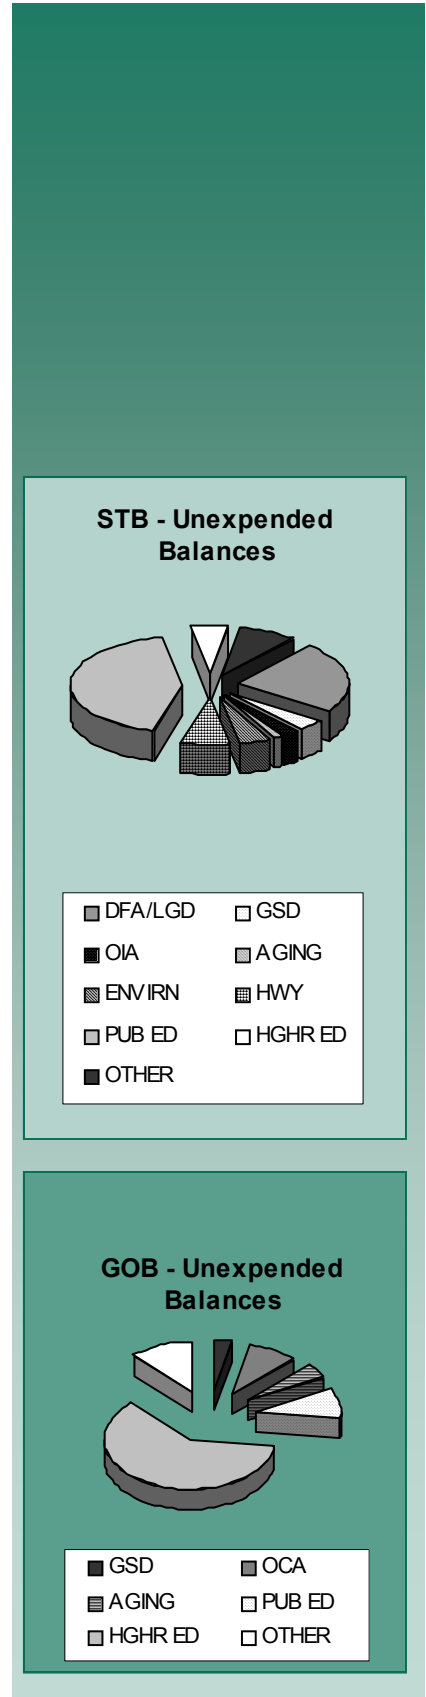 STB - Unexpended
Balances
DFA/LGD GSD
OIA AGING
ENVIRN HWY
PUB ED HGHR ED
OTHER
GOB - Unexpended
Balances
GSD OCA
AGING PUB ED
HGHR ED OTHER